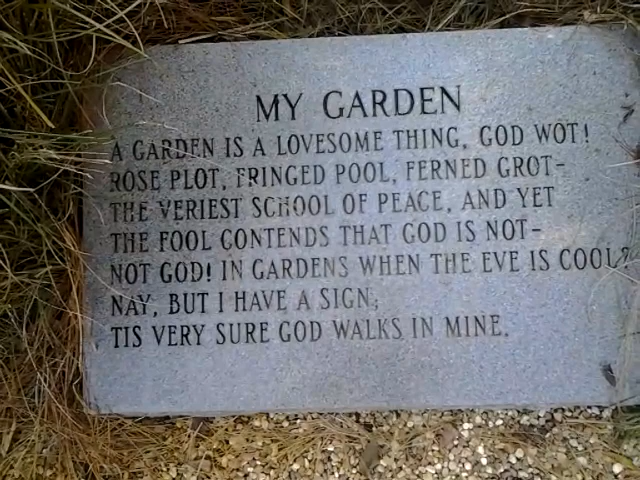 MY GARDEN
A GARDEN IS A LOVESOME THING, GOD WOT!
ROSE PLOT, FRINGED POOL, FERNED GROT-
THE VERIEST SCHOOL OF PEACE, AND YET
THE FOOL CONTENDS THAT GOD IS NOT-
NOT GOD! IN GARDENS WHEN THE EVE IS COOL?
NAY, BUT I HAVE A SIGN;
TIS VERY SURE GOD WALKS IN MINE.